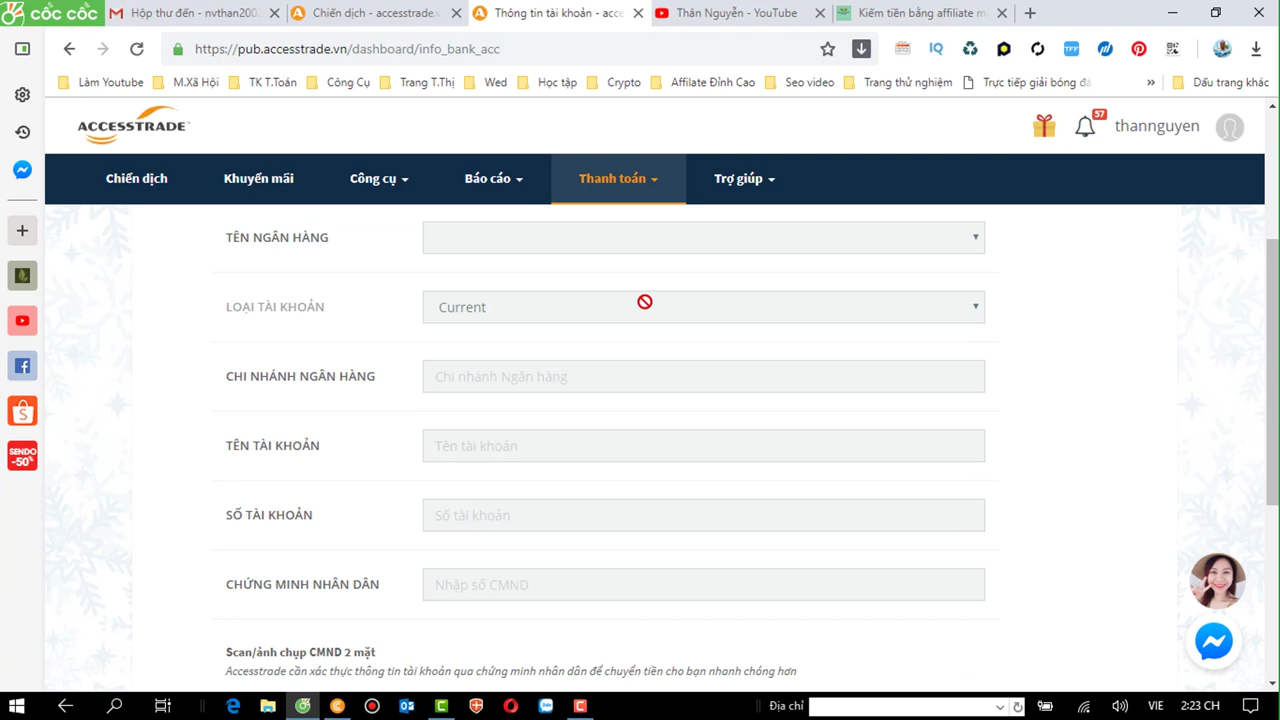 cốc cốc
Hộp thư đến - nvthan200
Chiến dịch - accesstrade.
Thông tin tài khoản - acce
Thân Nguyễn - YouTube
Kiếm tiền bằng affiliate m
https://pub.accesstrade.vn/dashboard/info_bank_acc
Làm Youtube
M.Xã Hội
TK T.Toán
Công Cụ
Trang T.Thị
Wed
Học tập
Crypto
Affilate Đỉnh Cao
Seo video
Trang thử nghiệm
Trực tiếp giải bóng đá
»
Dấu trang khác
ACCESSTRADE
57
thannguyen
Chiến dịch
Khuyến mãi
Công cụ
Báo cáo
Thanh toán
Trợ giúp
TÊN NGÂN HÀNG
LOẠI TÀI KHOẢN
Current
CHI NHÁNH NGÂN HÀNG
Chi nhánh Ngân hàng
TÊN TÀI KHOẢN
Tên tài khoản
SỐ TÀI KHOẢN
Số tài khoản
CHỨNG MINH NHÂN DÂN
Nhập số CMND
SENDO
-50%
Scan/ảnh chụp CMND 2 mặt
Accesstrade cần xác thực thông tin tài khoản qua chứng minh nhân dân để chuyển tiền cho bạn nhanh chóng hơn
Địa chỉ
VIE
2:23 CH